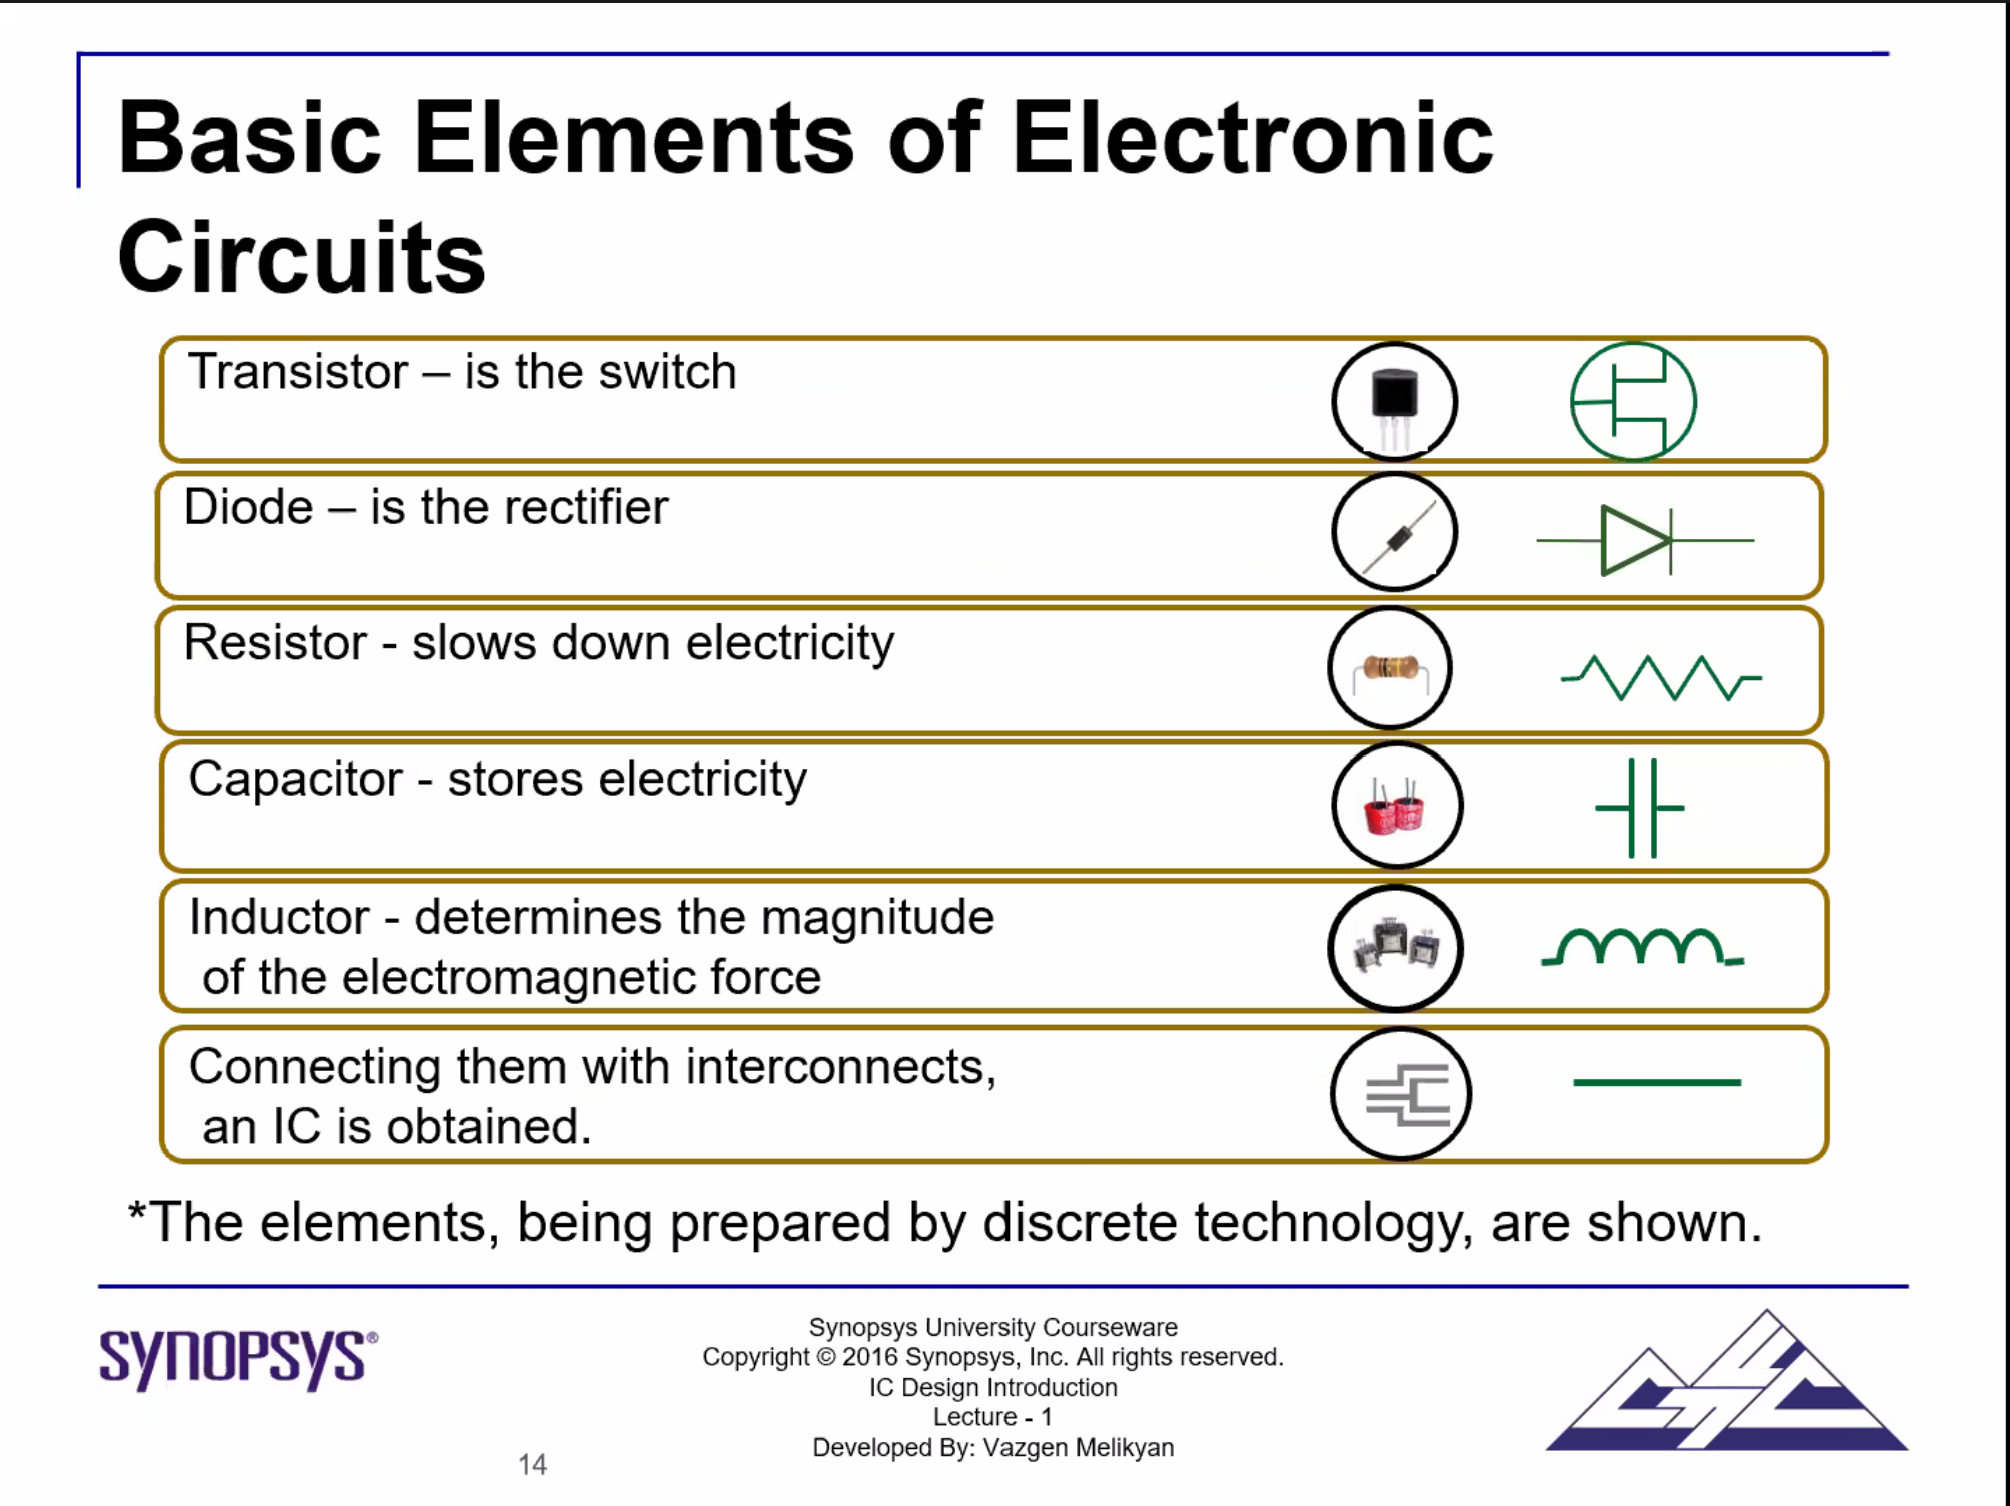 Basic Elements of Electronic
Circuits
Transistor – is the switch
Diode – is the rectifier
Resistor - slows down electricity
Capacitor - stores electricity
Inductor - determines the magnitude
of the electromagnetic force
Connecting them with interconnects,
an IC is obtained.
*The elements, being prepared by discrete technology, are shown.
SYNOPSYS®
Synopsys University Courseware
Copyright © 2016 Synopsys, Inc. All rights reserved.
IC Design Introduction
Lecture - 1
Developed By: Vazgen Melikyan
14